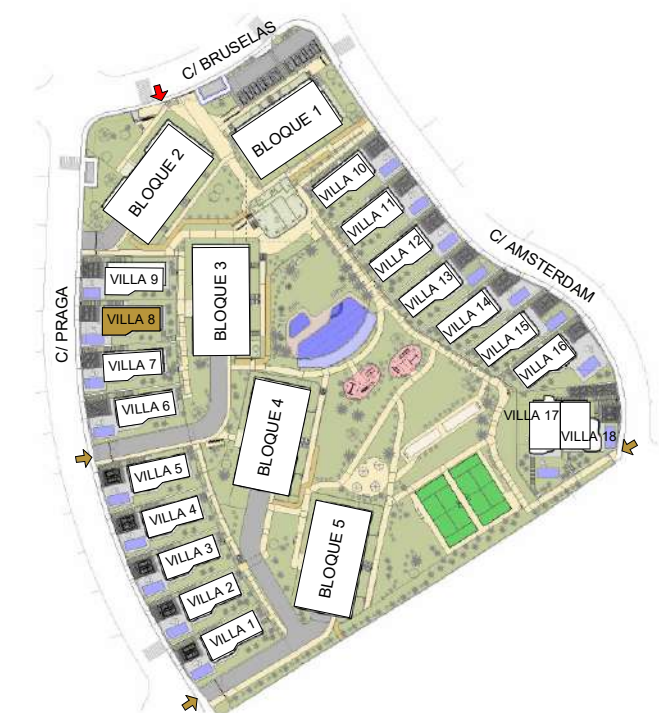 C/ BRUSELAS
BLOQUE 1
BLOQUE 2
VILLA 10
VILLA 11
VILLA 12
VILLA 13
VILLA 14
VILLA 15
VILLA 16
C/ AMSTERDAM
VILLA 9
VILLA 8
VILLA 7
VILLA 6
C/ PRAGA
BLOQUE 3
BLOQUE 4
BLOQUE 5
VILLA 17
VILLA 18
VILLA 5
VILLA 4
VILLA 3
VILLA 2
VILLA 1